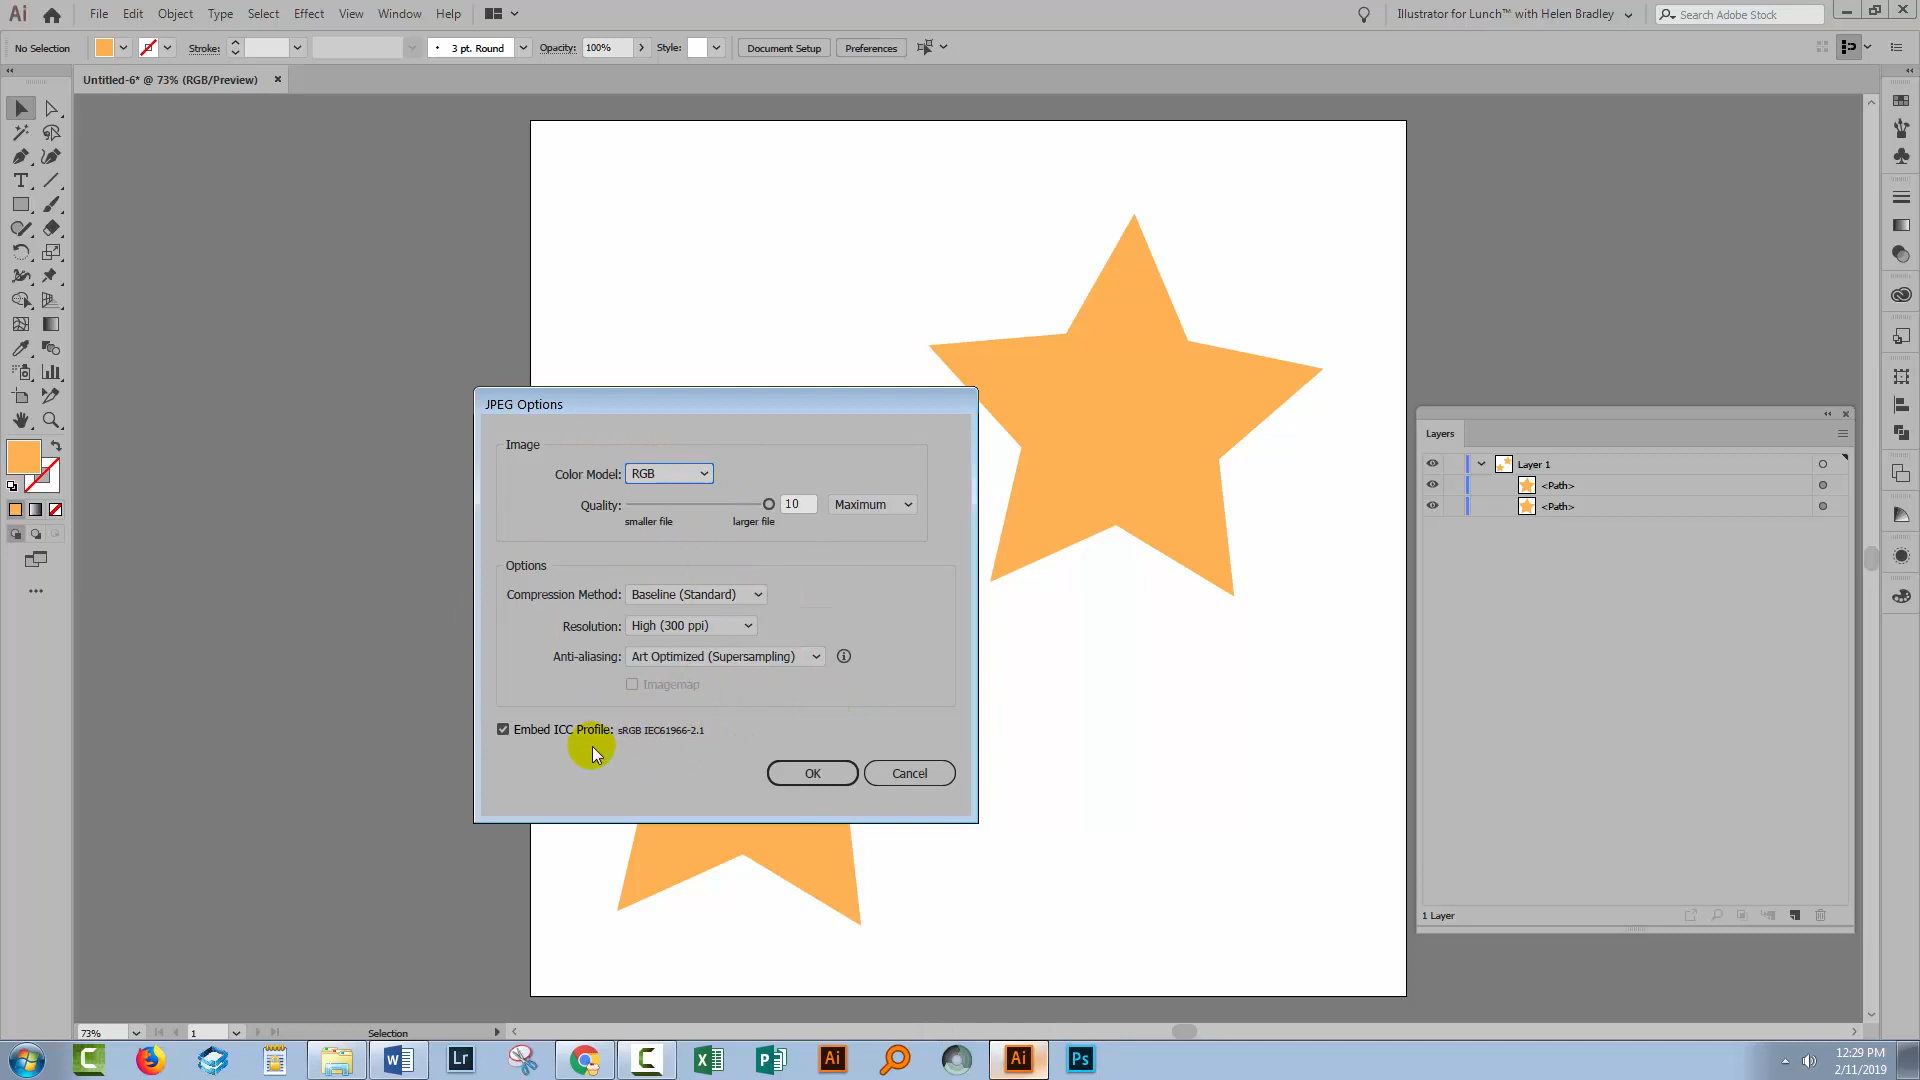 Ai File Edit Object Type Select Effect View Window Help Illustrator for Lunch™ with Helen Bradley Search Adobe Stock
No Selection Stroke: 3 pt. Round Opacity: 100% Style: Document Setup Preferences
Untitled-6* @ 73% (RGB/Preview)
JPEG Options
Image
Color Model: RGB
Quality: 10 Maximum
smaller file larger file
Options
Compression Method: Baseline (Standard)
Resolution: High (300 ppi)
Anti-aliasing: Art Optimized (Supersampling)
Imagemap
Embed ICC Profile: sRGB IEC61966-2.1
OK Cancel
Layers
Layer 1
<Path>
<Path>
1 Layer
73% 1 Selection
Lr Ai Ai Ps
12:29 PM
2/11/2019